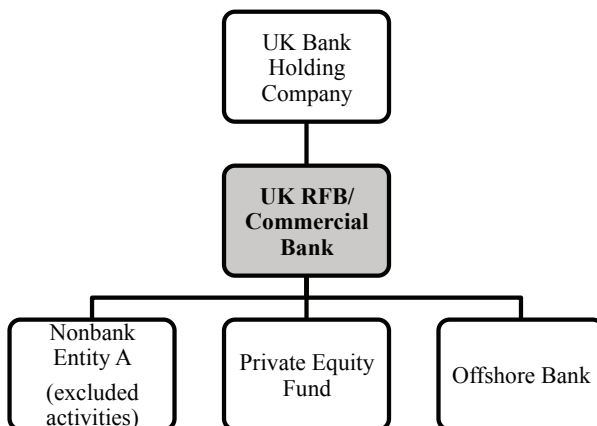 UK Bank
Holding
Company
UK RFB/
Commercial
Bank
Nonbank
Entity A
(excluded
activities)
Private Equity
Fund
Offshore Bank